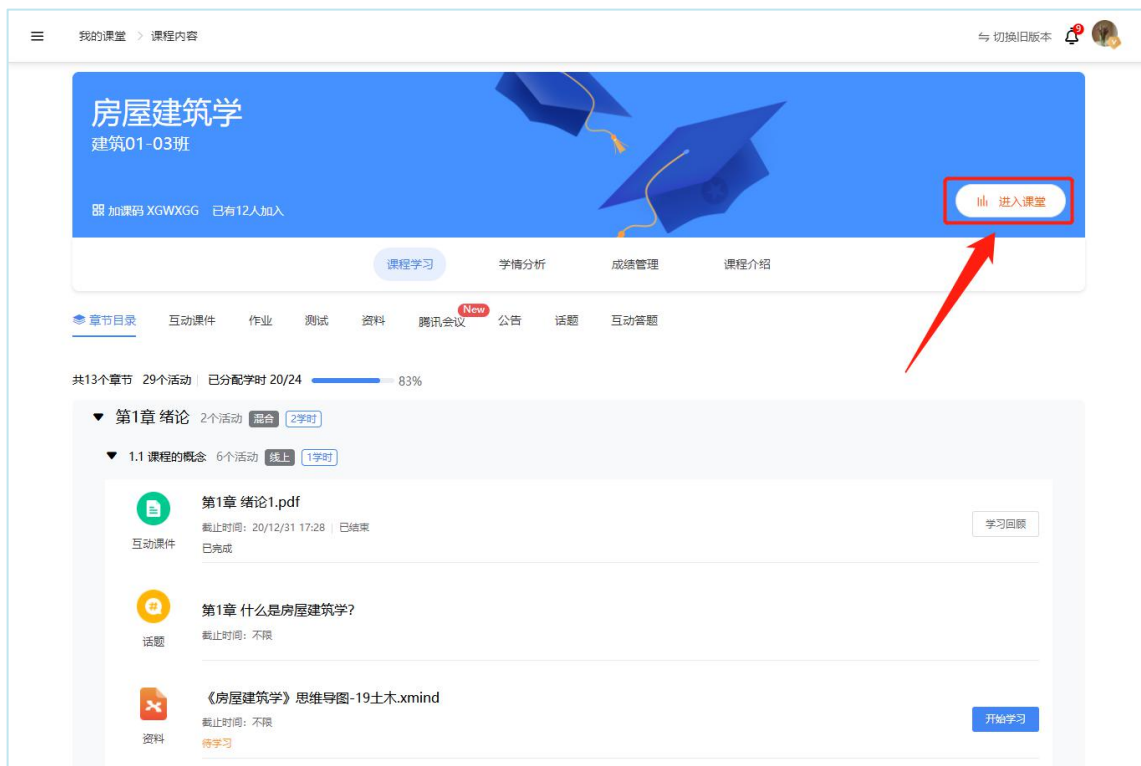 我的课堂 > 课程内容
切换旧版本 9
房屋建筑学
建筑01-03班
加课码 XGWXGG 已有12人加入
进入课堂
课程学习 学情分析 成绩管理 课程介绍
章节目录 互动课件 作业 测试 资料 腾讯会议 New 公告 话题 互动答题
共13个章节 29个活动 | 已分配学时 20/24 83%
第1章 绪论 2个活动 混合 2学时
1.1 课程的概念 6个活动 线上 1学时
互动课件
第1章 绪论1.pdf
截止时间：20/12/31 17:28 | 已结束
已完成
学习回顾
话题
第1章 什么是房屋建筑学?
截止时间：不限
资料
《房屋建筑学》思维导图-19土木.xmind
截止时间：不限
待学习
开始学习